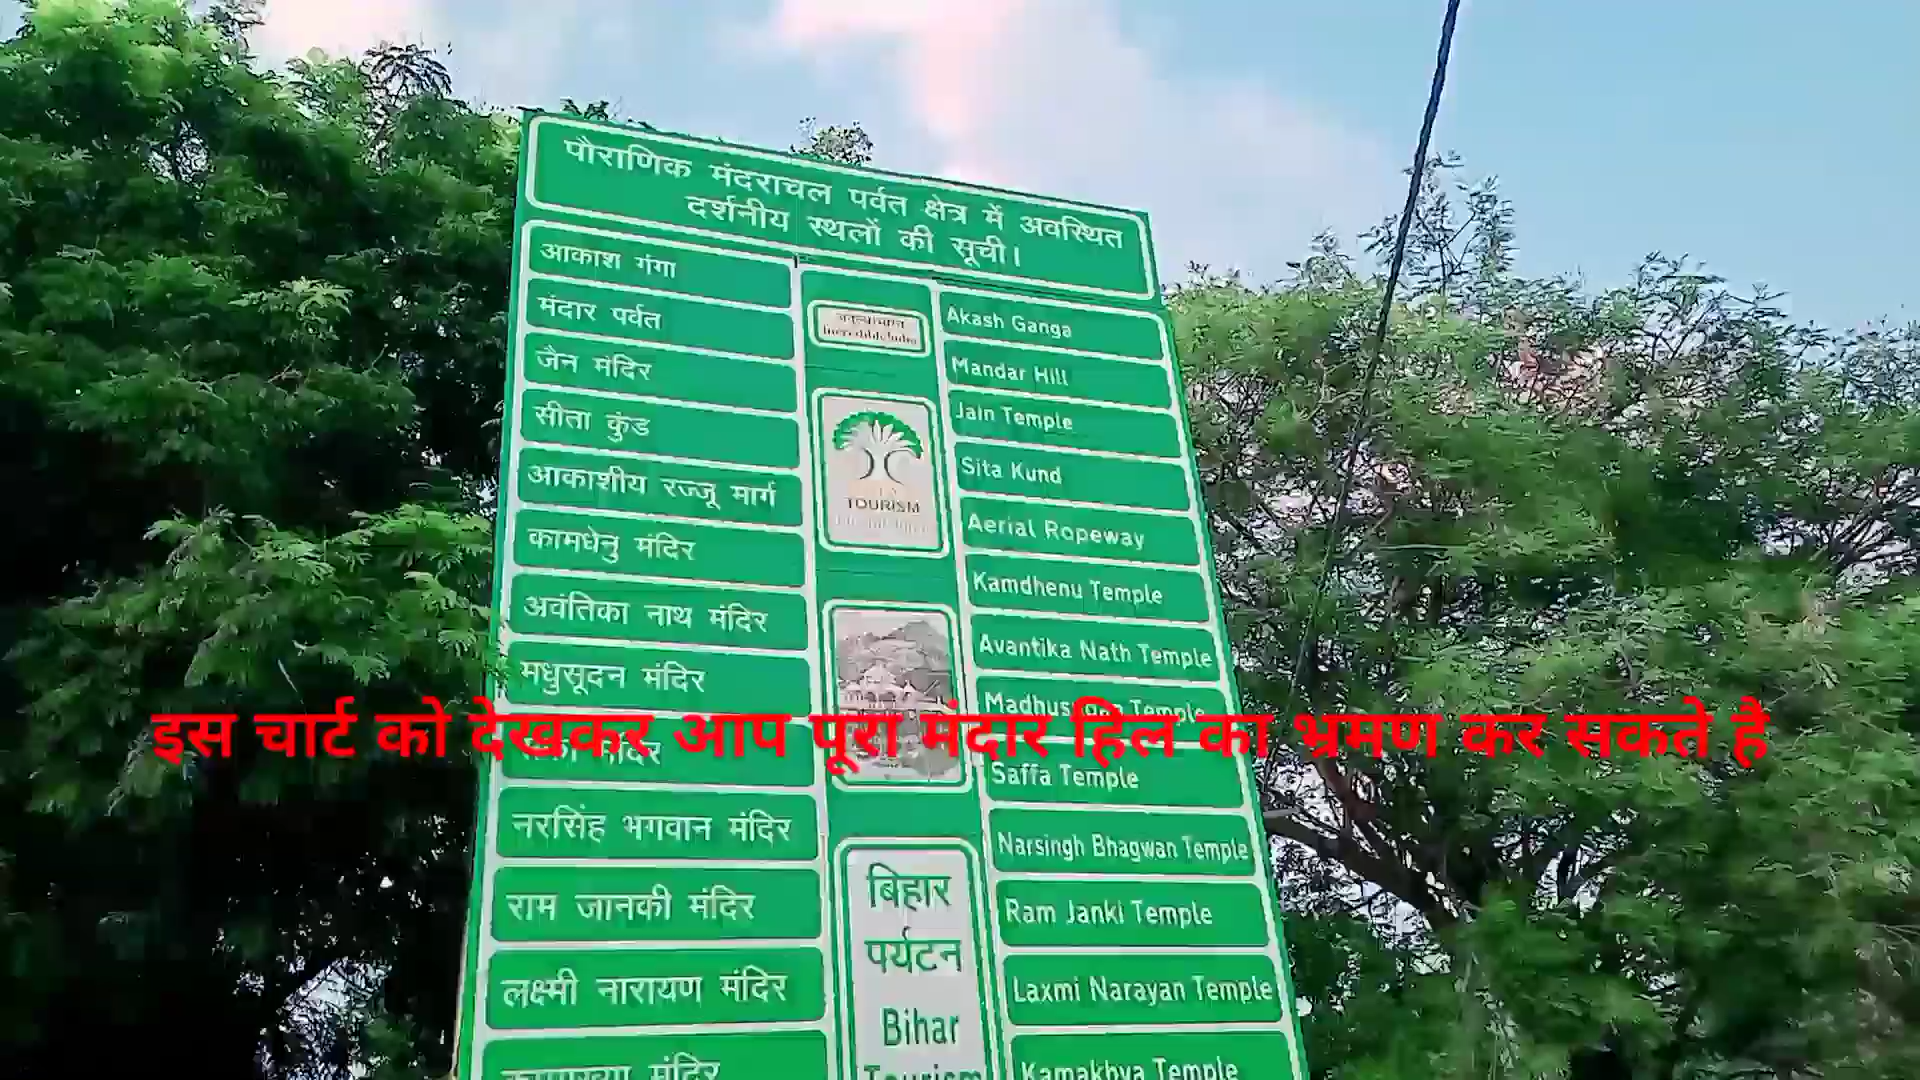 पौराणिक मंदराचल पर्वत क्षेत्र में अवस्थित
दर्शनीय स्थलों की सूची।
आकाश गंगा
मंदार पर्वत
जैन मंदिर
सीता कुंड
आकाशीय रज्जू मार्ग
कामधेनु मंदिर
अवंतिका नाथ मंदिर
मधुसूदन मंदिर
मंदिर
नरसिंह भगवान मंदिर
राम जानकी मंदिर
लक्ष्मी नारायण मंदिर
कामाख्या मंदिर
TOURISM
बिहार
पर्यटन
Bihar
Tourism
Akash Ganga
Mandar Hill
Jain Temple
Sita Kund
Aerial Ropeway
Kamdhenu Temple
Avantika Nath Temple
Madhusudan Temple
Saffa Temple
Narsingh Bhagwan Temple
Ram Janki Temple
Laxmi Narayan Temple
Kamakhya Temple
इस चार्ट को देखकर आप पूरा मंदार हिल का भ्रमण कर सकते है